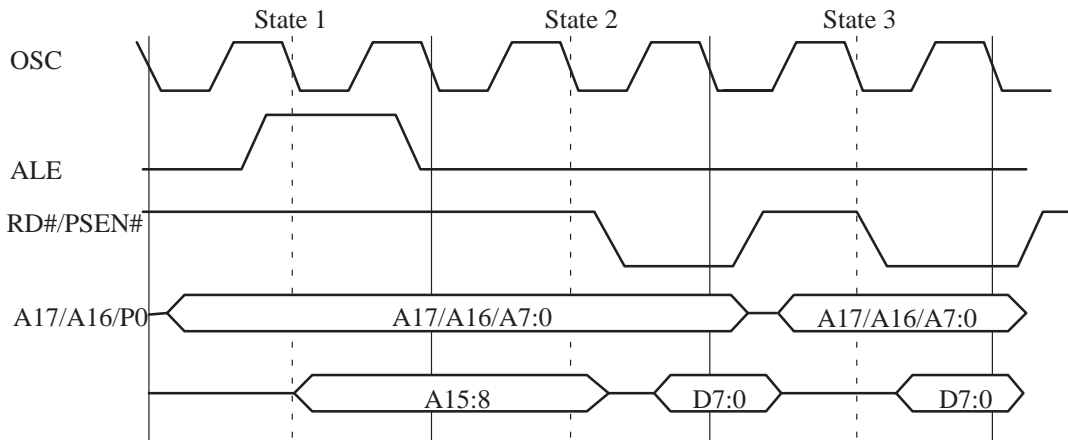 State 1 State 2 State 3
OSC
ALE
RD#/PSEN#
A17/A16/P0 A17/A16/A7:0 A17/A16/A7:0
A15:8 D7:0 D7:0